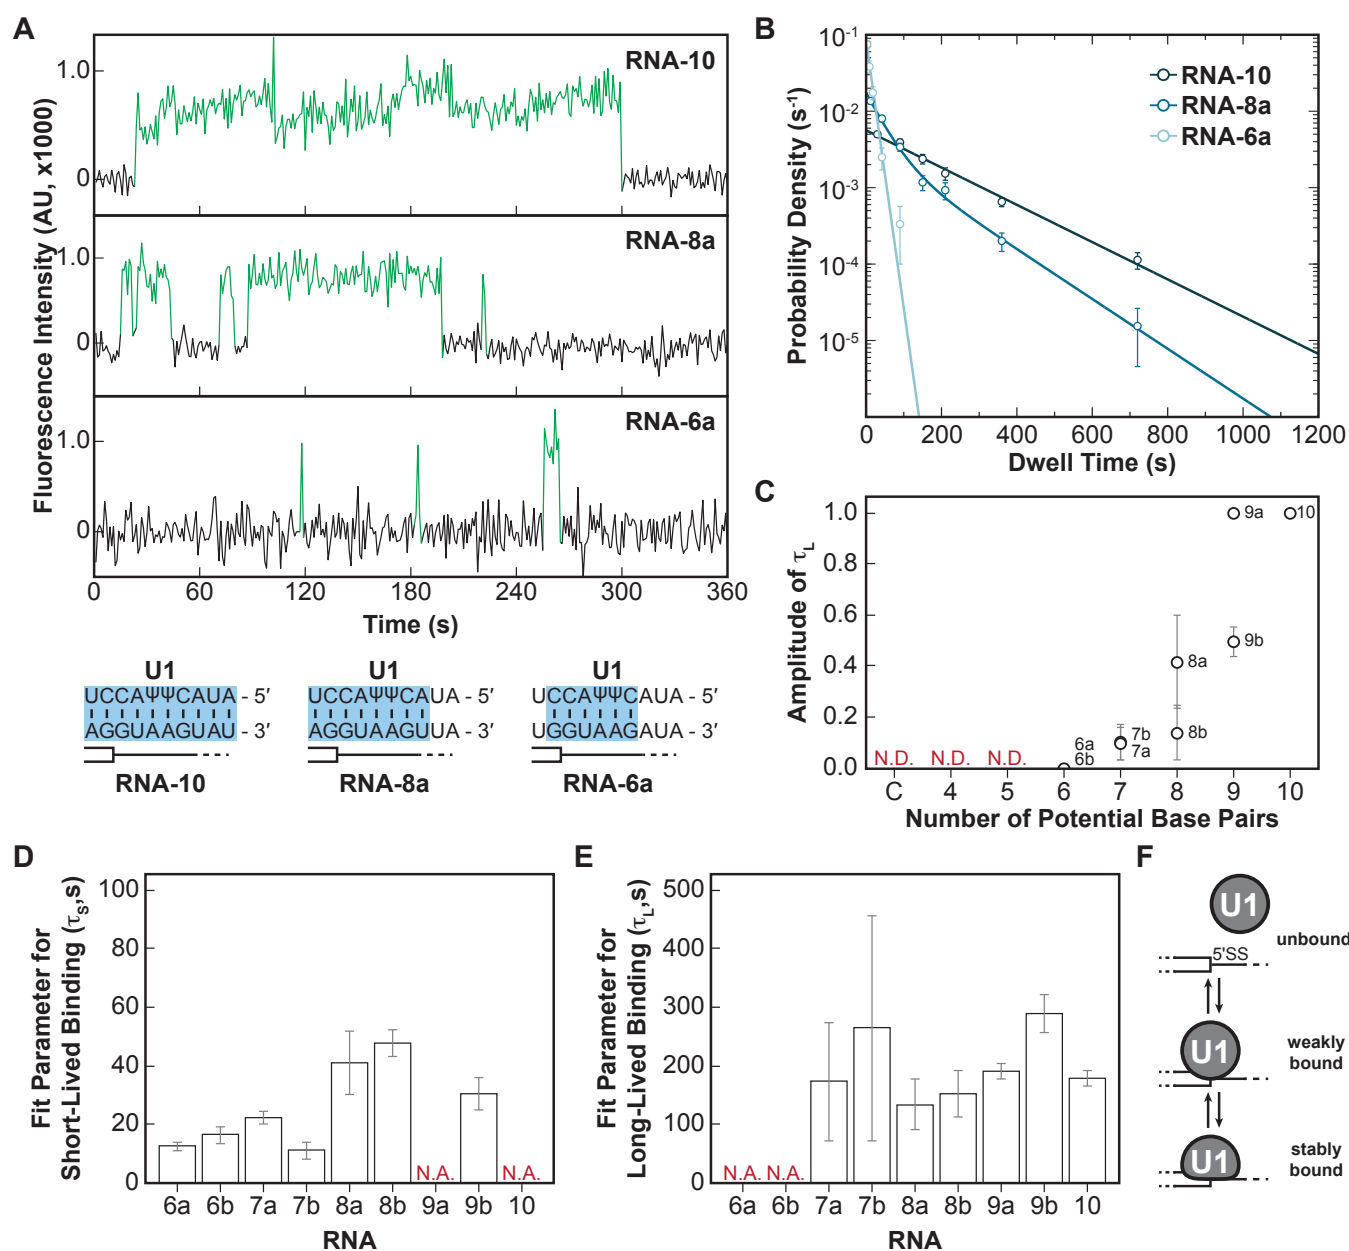 A
RNA-10
1.0
0
RNA-8a
1.0
0
RNA-6a
1.0
0
Fluorescence Intensity (AU, x1000)
0 60 120 180 240 300 360
Time (s)
U1
UCCAΨΨCAUA - 5′
AGGUAAGUAU - 3′
RNA-10
U1
UCCAΨΨCAUA - 5′
AGGUAAGUUA - 3′
RNA-8a
U1
UCCAΨΨCAUA - 5′
UGGUAAGAUA - 3′
RNA-6a
B
10-1
10-2
10-3
10-4
10-5
Probability Density (s-1)
RNA-10
RNA-8a
RNA-6a
0 200 400 600 800 1000 1200
Dwell Time (s)
C
1.0
0.8
0.6
0.4
0.2
0.0
Amplitude of τL
9a
10
9b
8a
8b
7b
7a
6a
6b
N.D. N.D. N.D.
C 4 5 6 7 8 9 10
Number of Potential Base Pairs
D
100
80
60
40
20
0
Fit Parameter for
Short-Lived Binding (τS,s)
N.A. N.A.
6a 6b 7a 7b 8a 8b 9a 9b 10
RNA
E
500
400
300
200
100
0
Fit Parameter for
Long-Lived Binding (τL,s)
N.A. N.A.
6a 6b 7a 7b 8a 8b 9a 9b 10
RNA
F
U1
unbound
5'SS
U1
weakly
bound
U1
stably
bound